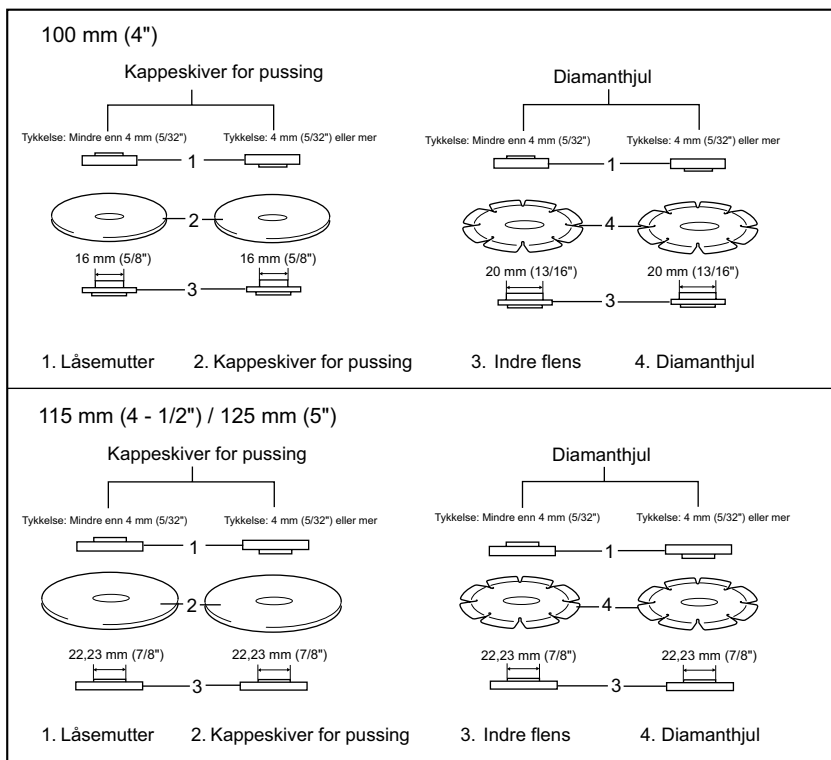 100 mm (4")
Kappeskiver for pussing
Diamanthjul
Tykkelse: Mindre enn 4 mm (5/32")
Tykkelse: 4 mm (5/32") eller mer
Tykkelse: Mindre enn 4 mm (5/32")
Tykkelse: 4 mm (5/32") eller mer
1
1
2
4
16 mm (5/8")
16 mm (5/8")
20 mm (13/16")
20 mm (13/16")
3
3
1. Låsemutter
2. Kappeskiver for pussing
3. Indre flens
4. Diamanthjul
115 mm (4 - 1/2") / 125 mm (5")
Kappeskiver for pussing
Diamanthjul
Tykkelse: Mindre enn 4 mm (5/32")
Tykkelse: 4 mm (5/32") eller mer
Tykkelse: Mindre enn 4 mm (5/32")
Tykkelse: 4 mm (5/32") eller mer
1
1
2
4
22,23 mm (7/8")
22,23 mm (7/8")
22,23 mm (7/8")
22,23 mm (7/8")
3
3
1. Låsemutter
2. Kappeskiver for pussing
3. Indre flens
4. Diamanthjul